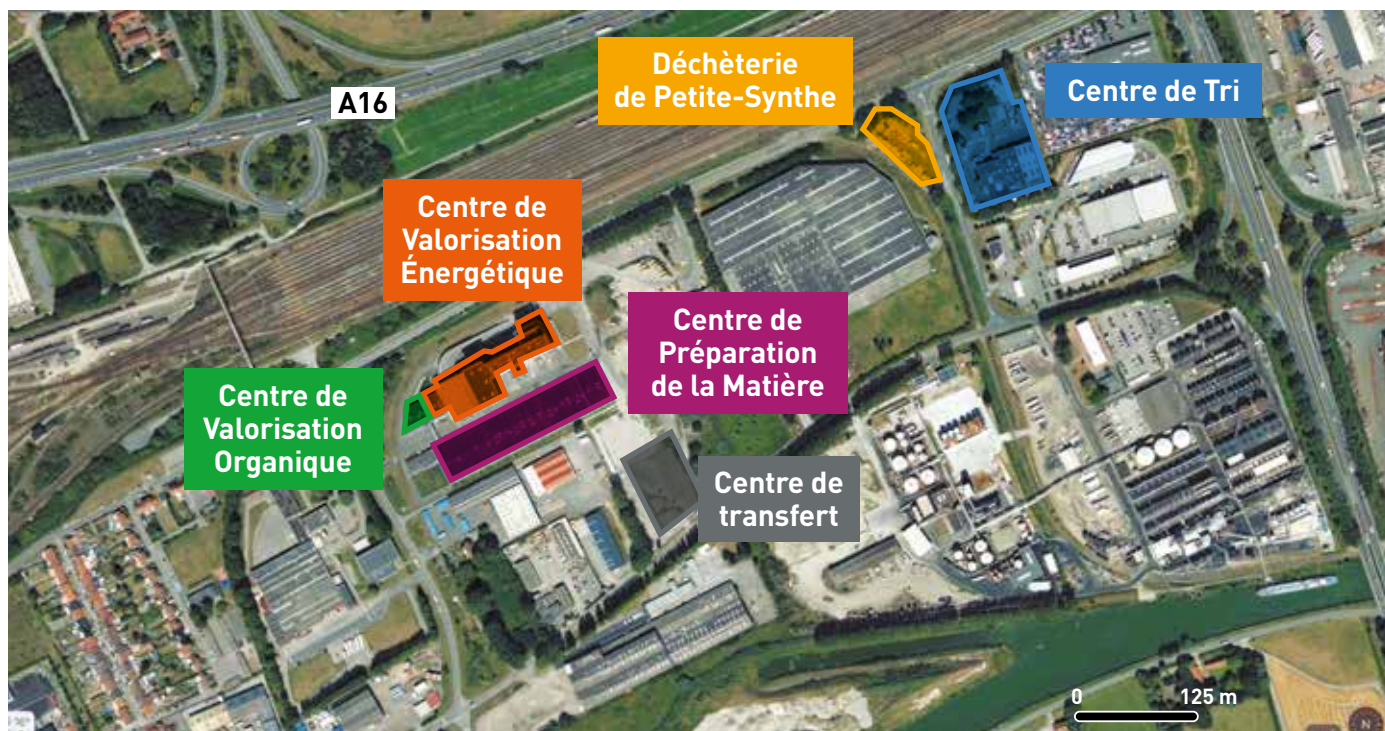 Déchèterie
de Petite-Synthe
Centre de Tri
A16
Centre de
Valorisation
Énergétique
Centre de
Préparation
de la Matière
Centre de
Valorisation
Organique
Centre de
transfert
0 125 m
N